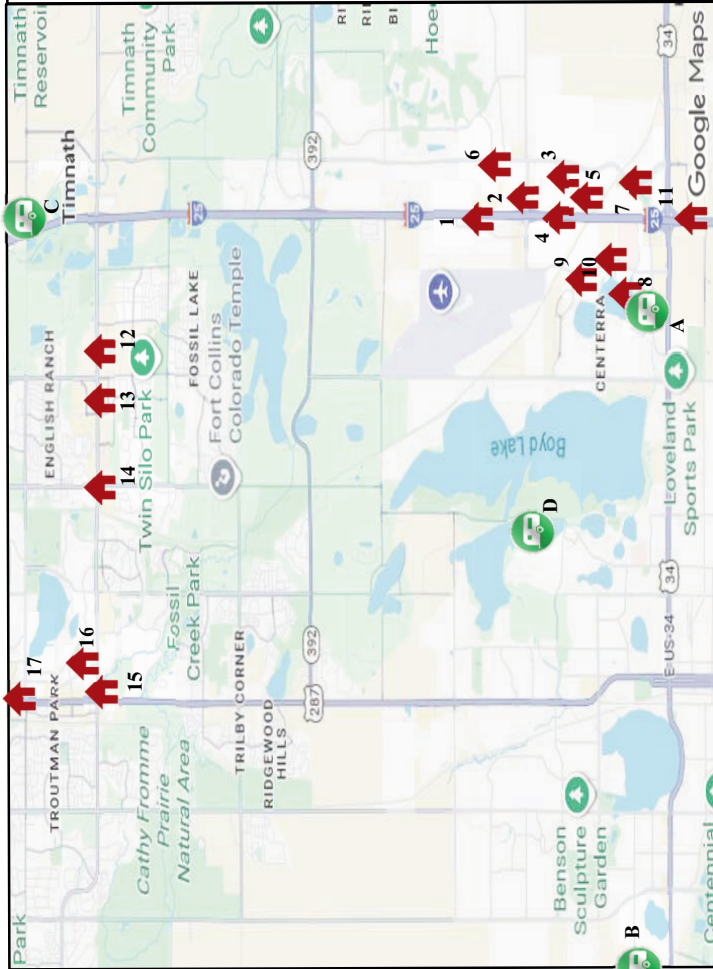 Park
17
Timnath
Reservoir
C
Timnath
Timnath
Community
Park
TROUTMAN PARK
16
15
ENGLISH RANCH
14
13
12
Twin Silo Park
Cathy Fromme
Prairie
Natural Area
Fossil
Creek Park
FOSSIL LAKE
Fort Collins
Colorado Temple
25
TRILBY CORNER
RIDGEWOOD
HILLS
287
392
392
BI
Hoe
25
1
6
2
3
4
5
9
10
7
8
11
Boyd Lake
D
CENTERRA
A
Benson
Sculpture
Garden
B
E US-34
34
Loveland
Sports Park
25
34
Centennial
Google Maps